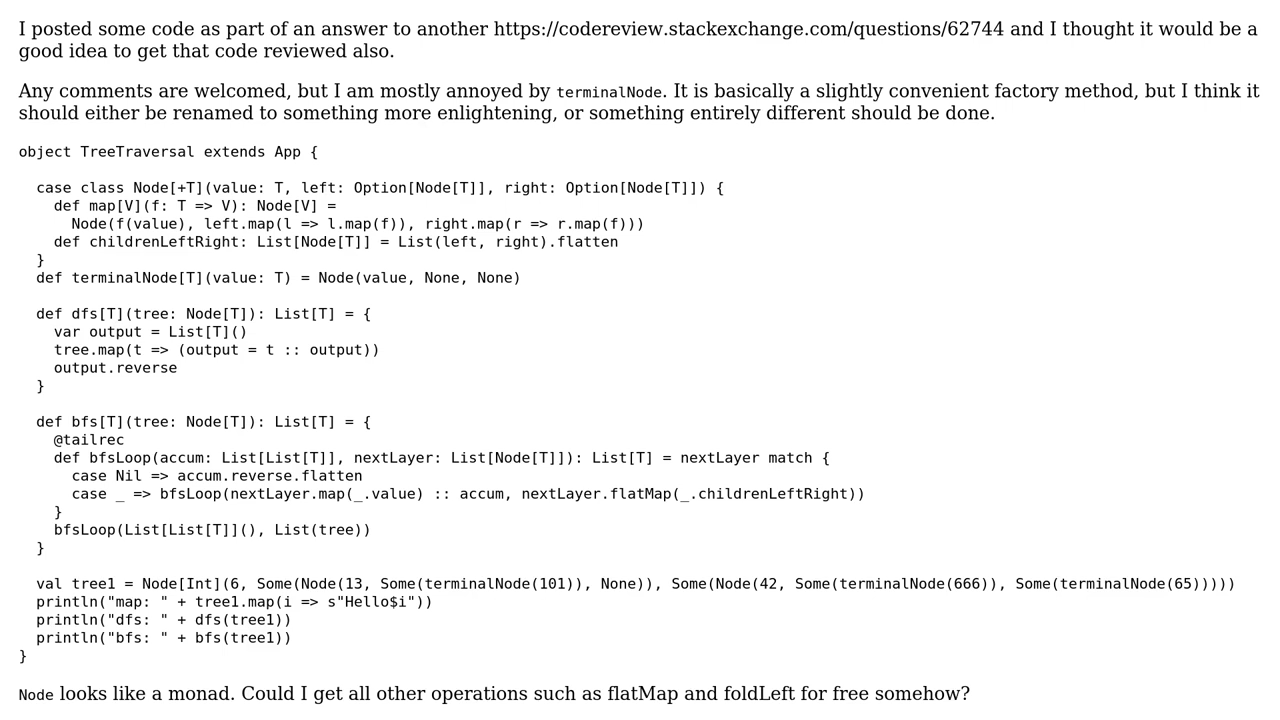 I posted some code as part of an answer to another https://codereview.stackexchange.com/questions/62744 and I thought it would be a
good idea to get that code reviewed also.
Any comments are welcomed, but I am mostly annoyed by terminalNode. It is basically a slightly convenient factory method, but I think it
should either be renamed to something more enlightening, or something entirely different should be done.
object TreeTraversal extends App {
  case class Node[+T](value: T, left: Option[Node[T]], right: Option[Node[T]]) {
    def map[V](f: T => V): Node[V] =
      Node(f(value), left.map(l => l.map(f)), right.map(r => r.map(f)))
    def childrenLeftRight: List[Node[T]] = List(left, right).flatten
  }
  def terminalNode[T](value: T) = Node(value, None, None)
  def dfs[T](tree: Node[T]): List[T] = {
    var output = List[T]()
    tree.map(t => (output = t :: output))
    output.reverse
  }
  def bfs[T](tree: Node[T]): List[T] = {
    @tailrec
    def bfsLoop(accum: List[List[T]], nextLayer: List[Node[T]]): List[T] = nextLayer match {
      case Nil => accum.reverse.flatten
      case _ => bfsLoop(nextLayer.map(_.value) :: accum, nextLayer.flatMap(_.childrenLeftRight))
    }
    bfsLoop(List[List[T]](), List(tree))
  }
  val tree1 = Node[Int](6, Some(Node(13, Some(terminalNode(101)), None)), Some(Node(42, Some(terminalNode(666)), Some(terminalNode(65)))))
  println("map: " + tree1.map(i => s"Hello$i"))
  println("dfs: " + dfs(tree1))
  println("bfs: " + bfs(tree1))
}
Node looks like a monad. Could I get all other operations such as flatMap and foldLeft for free somehow?